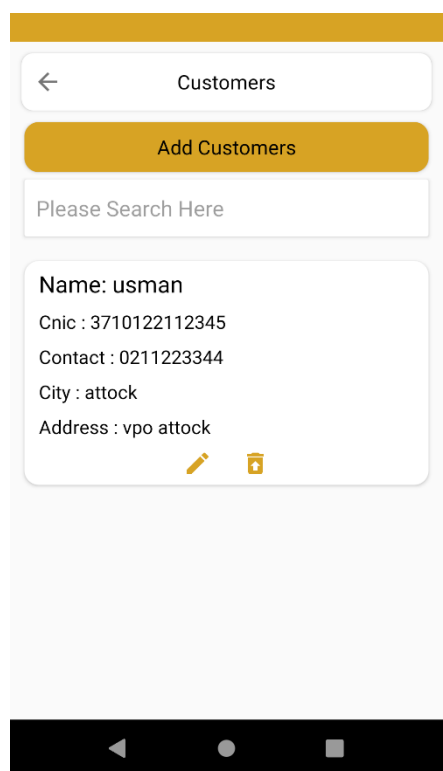 Customers
Add Customers
Please Search Here
Name: usman
Cnic : 3710122112345
Contact : 0211223344
City : attock
Address : vpo attock